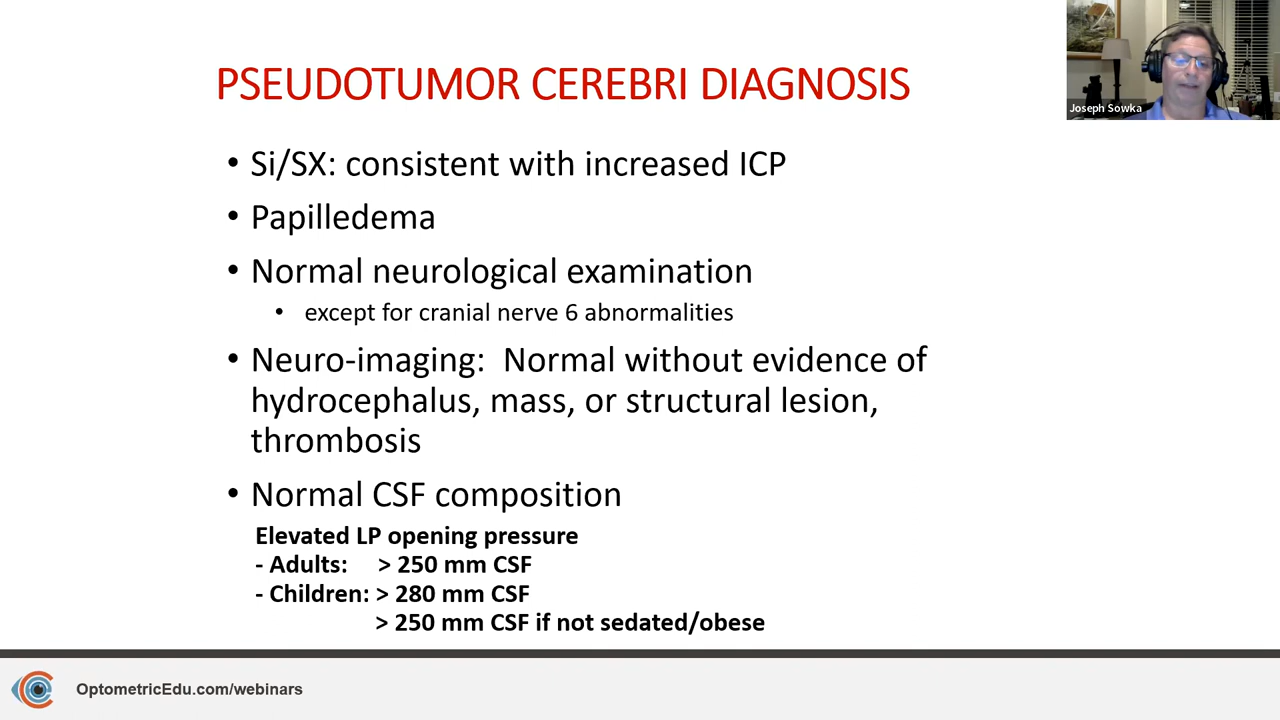 PSEUDOTUMOR CEREBRI DIAGNOSIS
Joseph Sowka
• Si/SX: consistent with increased ICP
• Papilledema
• Normal neurological examination
• except for cranial nerve 6 abnormalities
• Neuro-imaging: Normal without evidence of
hydrocephalus, mass, or structural lesion,
thrombosis
• Normal CSF composition
Elevated LP opening pressure
- Adults: > 250 mm CSF
- Children: > 280 mm CSF
> 250 mm CSF if not sedated/obese
OptometricEdu.com/webinars